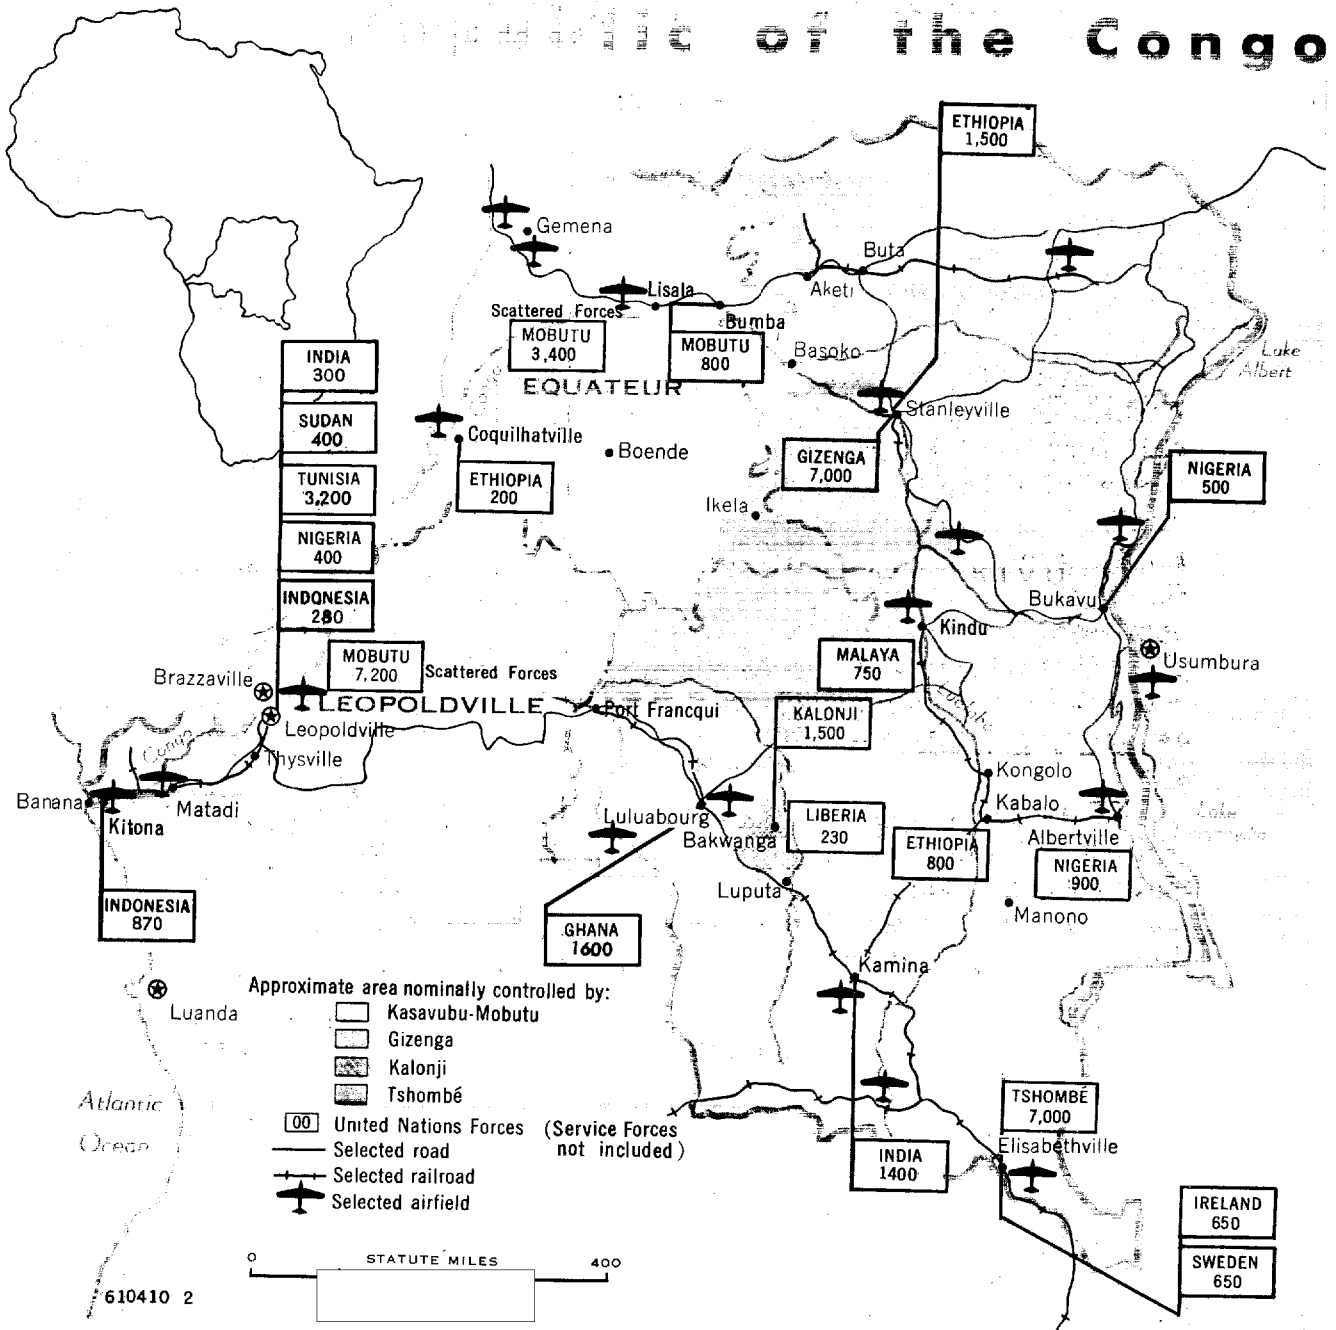 of the Congo
ETHIOPIA
1,500
Gemena
Buta
Aketi
Lisala
Scattered Forces
Bumba
MOBUTU
3,400
MOBUTU
800
Basoko
EQUATEUR
Lake
Albert
INDIA
300
SUDAN
400
TUNISIA
3,200
NIGERIA
400
INDONESIA
280
Congo
Stanleyville
Coquilhatville
ETHIOPIA
200
Boende
GIZENGA
7,000
NIGERIA
500
Ikela
Bukavu
Kindu
Usumbura
MALAYA
750
MOBUTU
7,200
Scattered Forces
Brazzaville
LEOPOLDVILLE
Leopoldville
Port Francqui
KALONJI
1,500
Congo
Thysville
Kongolo
Banana
Matadi
Kitona
Kabalo
Luluabourg
Bakwanga
LIBERIA
230
ETHIOPIA
800
Albertville
Lake
NIGERIA
900
Luputa
Manono
INDONESIA
870
GHANA
1600
Kamina
Luanda
Approximate area nominally controlled by:
Kasavubu-Mobutu
Gizenga
Kalonji
Tshombé
00 United Nations Forces (Service Forces
not included)
Selected road
Selected railroad
Selected airfield
Atlantic
Ocean
TSHOMBÉ
7,000
Elisabethville
INDIA
1400
IRELAND
650
SWEDEN
650
0 STATUTE MILES 400
610410 2